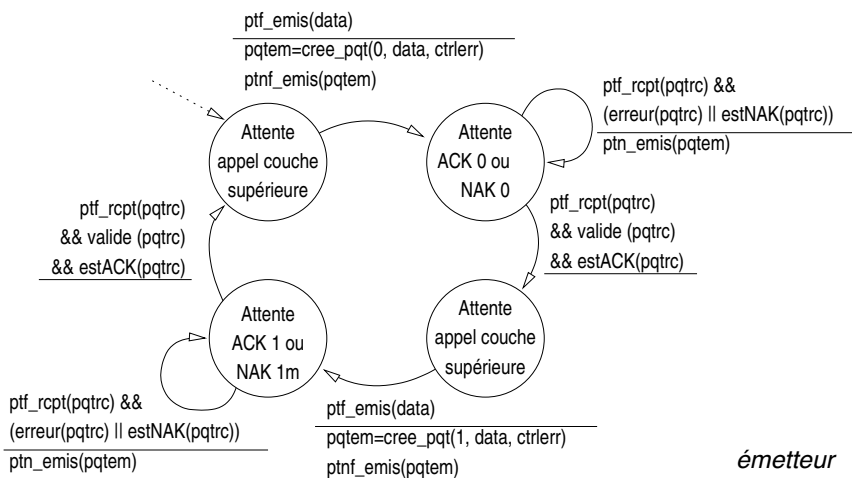 ptf_emis(data)
pqtem=cree_pqt(0, data, ctrlerr)
ptnf_emis(pqtem)
Attente
appel couche
supérieure
Attente
ACK 0 ou
NAK 0
ptf_rcpt(pqtrc) &&
(erreur(pqtrc) || estNAK(pqtrc))
ptn_emis(pqtem)
ptf_rcpt(pqtrc)
&& valide (pqtrc)
&& estACK(pqtrc)
ptf_rcpt(pqtrc)
&& valide (pqtrc)
&& estACK(pqtrc)
Attente
ACK 1 ou
NAK 1m
Attente
appel couche
supérieure
ptf_rcpt(pqtrc) &&
(erreur(pqtrc) || estNAK(pqtrc))
ptn_emis(pqtem)
ptf_emis(data)
pqtem=cree_pqt(1, data, ctrlerr)
ptnf_emis(pqtem)
émetteur